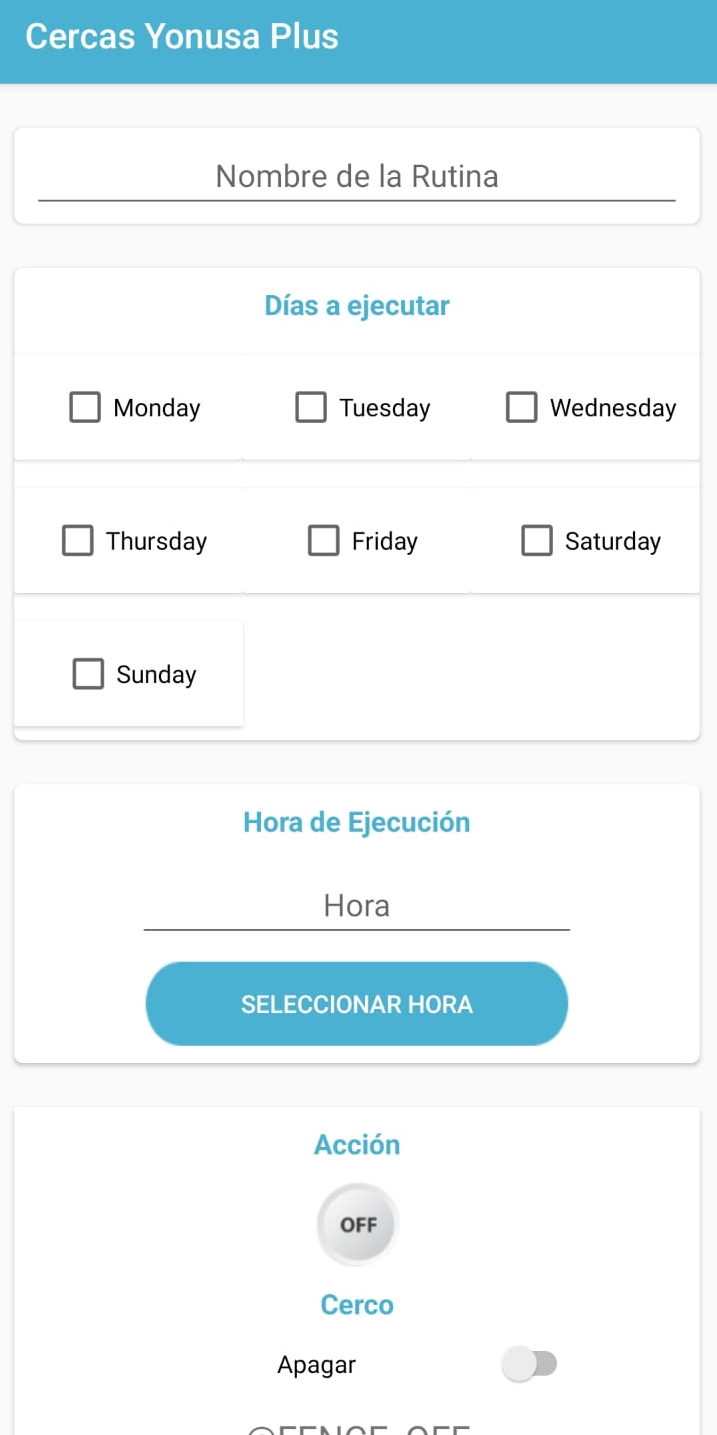 Cercas Yonusa Plus
Nombre de la Rutina
Días a ejecutar
Monday Tuesday Wednesday
Thursday Friday Saturday
Sunday
Hora de Ejecución
Hora
SELECCIONAR HORA
Acción
OFF
Cerco
Apagar